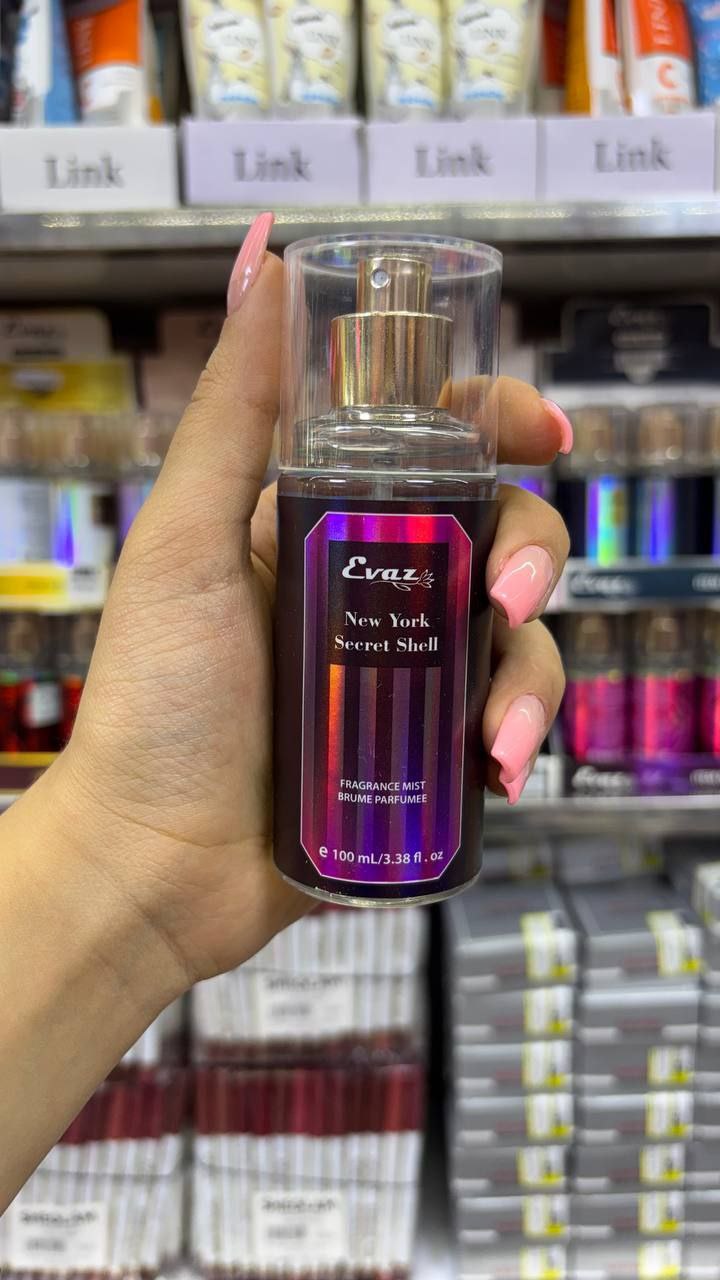 Link
Link
Link
Link
Evaz
New York
Secret Shell
FRAGRANCE MIST
BRUME PARFUMEE
e 100 mL/3.38 fl . oz